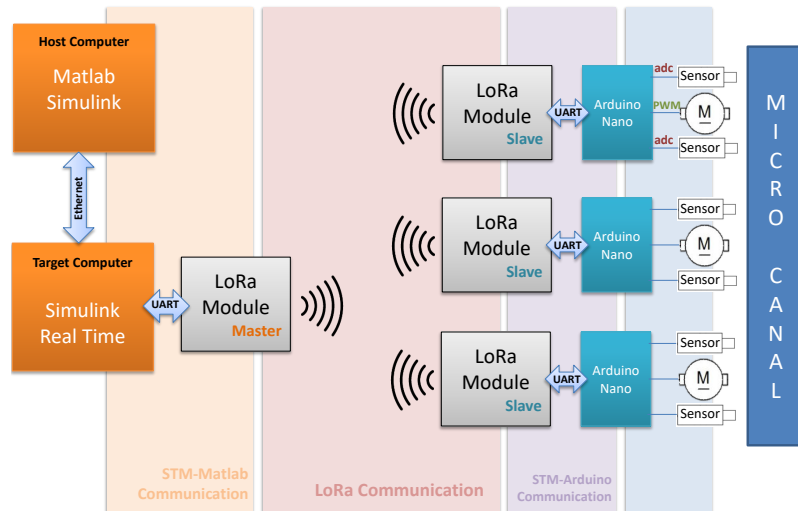 Host Computer
Matlab
Simulink
Ethernet
Target Computer
Simulink
Real Time
UART
LoRa
Module
Master
LoRa
Module
Slave
UART
Arduino
Nano
adc
PWM
adc
Sensor
M
Sensor
LoRa
Module
Slave
UART
Arduino
Nano
Sensor
M
Sensor
LoRa
Module
Slave
UART
Arduino
Nano
Sensor
M
Sensor
MICRO CANAL
STM-Matlab
Communication
LoRa Communication
STM-Arduino
Communication